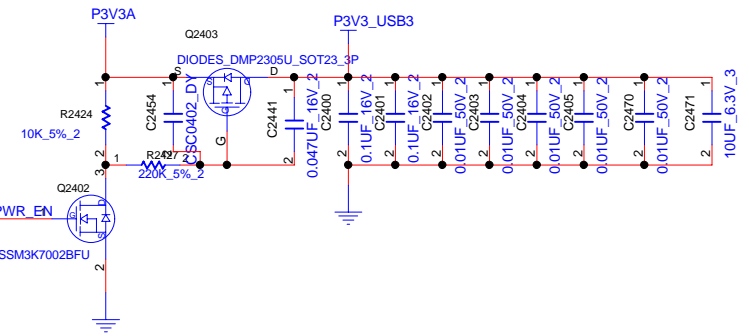 P3V3A
Q2403
P3V3_USB3
DIODES_DMP2305U_SOT23_3P
S
D
S
D
G
1
2
R2424
10K_5%_2
1
2
C2454
CSC0402_DY
1
2
C2441
0.047UF_16V_2
1
2
C2400
0.1UF_16V_2
1
2
C2401
0.1UF_16V_2
1
2
C2402
0.01UF_50V_2
1
2
C2403
0.01UF_50V_2
1
2
C2404
0.01UF_50V_2
1
2
C2405
0.01UF_50V_2
1
2
C2470
0.01UF_50V_2
1
2
C2471
10UF_6.3V_3
1
R2427
2
220K_5%_2
3
Q2402
D
G
S
PWR_EN
SSM3K7002BFU
2